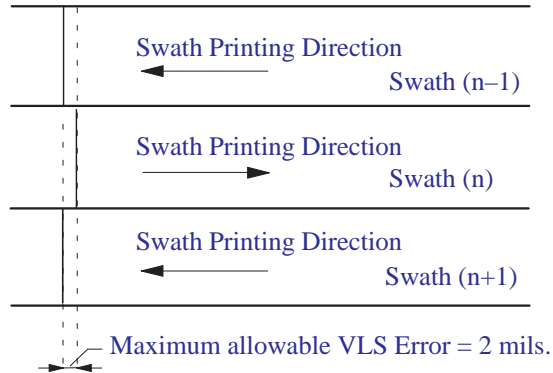 Swath Printing Direction
Swath (n–1)
Swath Printing Direction
Swath (n)
Swath Printing Direction
Swath (n+1)
Maximum allowable VLS Error = 2 mils.